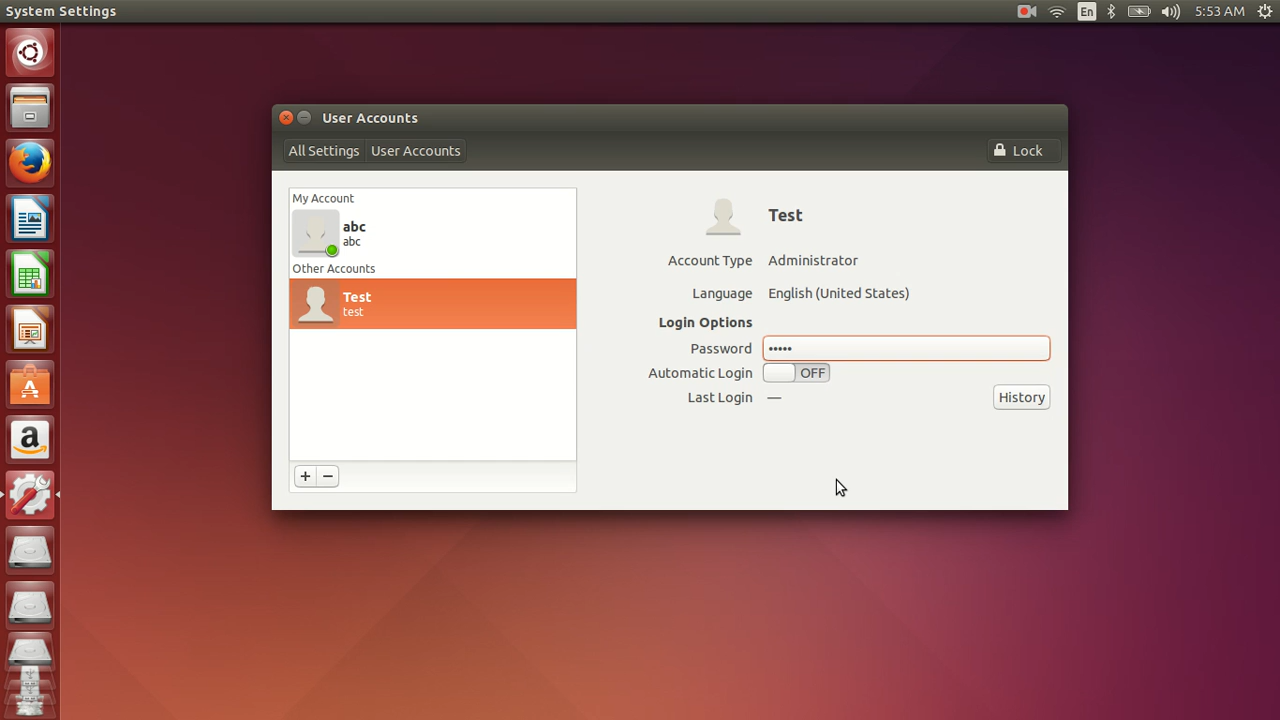 System Settings
En
5:53 AM
User Accounts
All Settings
User Accounts
Lock
My Account
abc
abc
Other Accounts
Test
test
Test
Account Type Administrator
Language English (United States)
Login Options
Password •••••
Automatic Login OFF
Last Login —
History
+ −